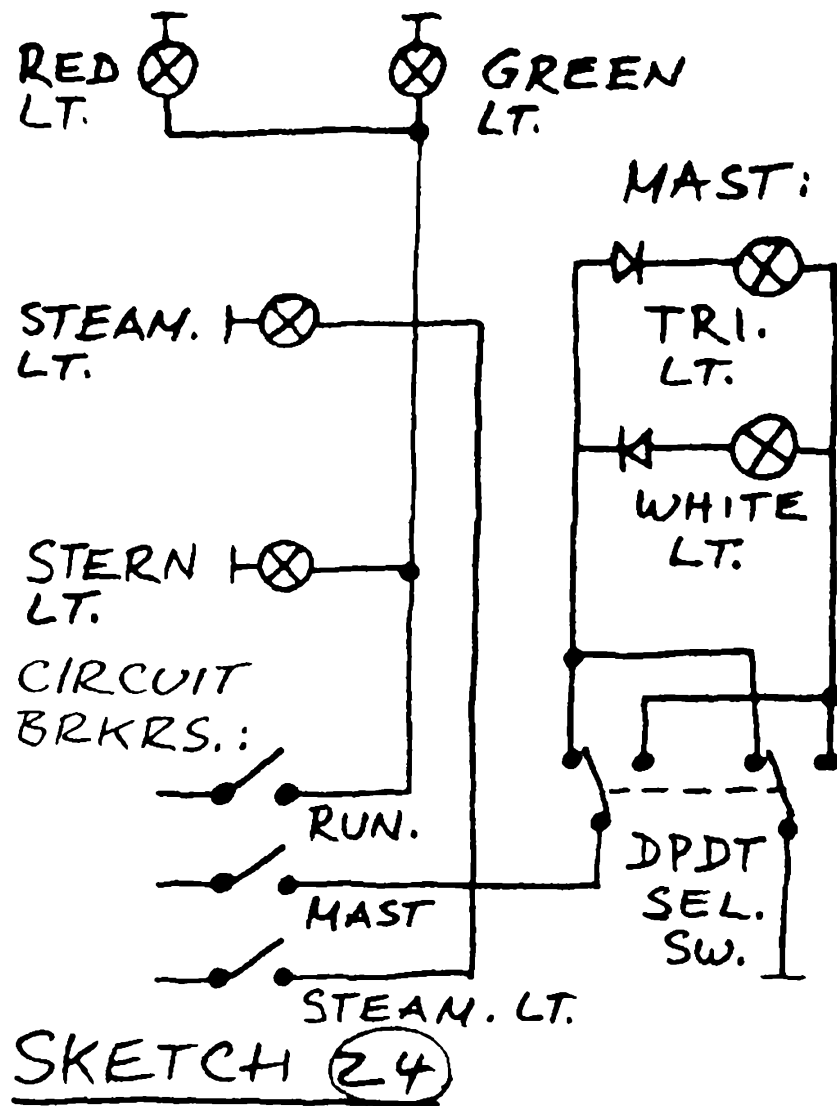 RED
LT.
GREEN
LT.
MAST:
STEAM.
LT.
TRI.
LT.
WHITE
LT.
STERN
LT.
CIRCUIT
BRKRS.:
RUN.
MAST
DPDT
SEL.
SW.
STEAM. LT.
SKETCH 24